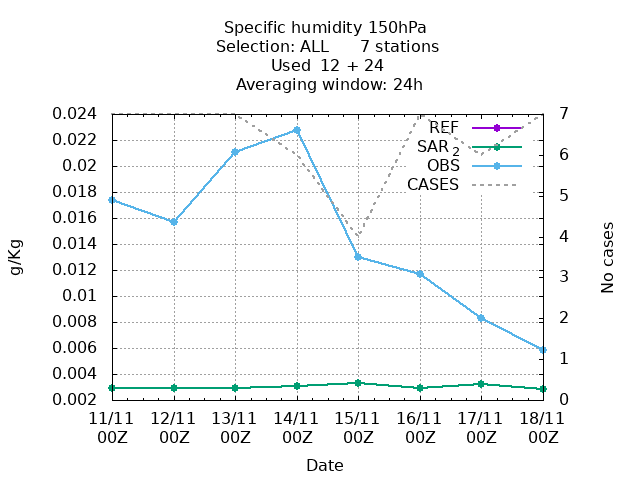 Specific humidity 150hPa
Selection: ALL      7 stations
Used  12 + 24
Averaging window: 24h
g/Kg
0.024
0.022
0.02
0.018
0.016
0.014
0.012
0.01
0.008
0.006
0.004
0.002
REF
SAR 2
OBS
CASES
7
6
5
4
3
2
1
0
No cases
11/11 12/11 13/11 14/11 15/11 16/11 17/11 18/11
00Z 00Z 00Z 00Z 00Z 00Z 00Z 00Z
Date